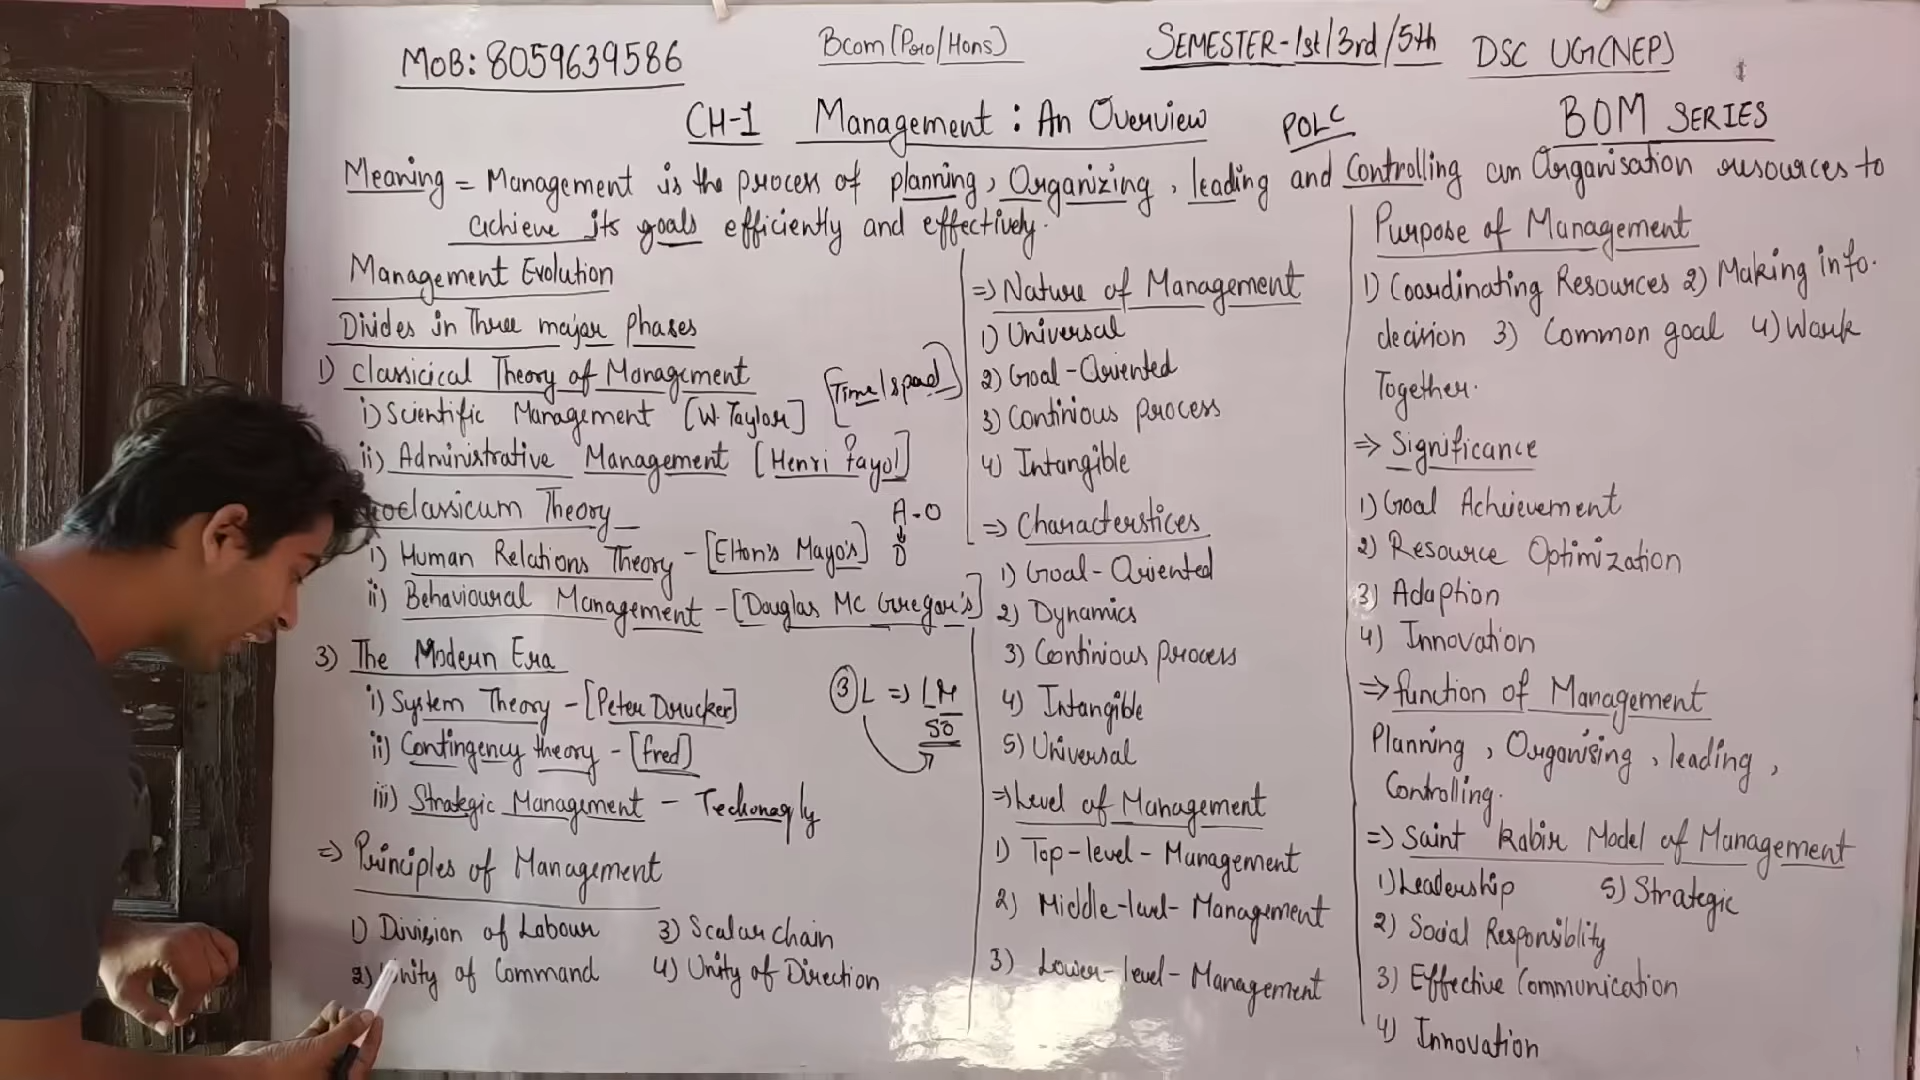 MOB: 8059639586
Bcom (Pro/Hons)
SEMESTER-1st/3rd/5th
DSC UG(NEP)
CH-1 Management : An Overview
POLC
BOM SERIES
Meaning = Management is the process of planning, Organizing, leading and Controlling an Organisation resources to
achieve its goals efficiently and effectively.
Management Evolution
Divides in Three major phases
1) Classicical Theory of Management
i) Scientific Management [W. Taylor]
[Time/spead]
ii) Administrative Management [Henri fayol]
oclassicum Theory
A-O
D
i) Human Relations Theory - [Elton's Mayo's]
ii) Behavioural Management - [Douglas Mc Gregor's]
3) The Modern Era
i) System Theory - [Peter Drucker]
ii) Contingency theory - [fred]
iii) Strategic Management - Techonagly
3 L => LM
50
=> Principles of Management
1) Division of Labour 3) Scalar chain
2) Unity of Command 4) Unity of Direction
=> Nature of Management
1) Universal
2) Goal-Oriented
3) Continious process
4) Intangible
=> Characterstices
1) Goal-Oriented
2) Dynamics
3) Continious process
4) Intangible
5) Universal
=> Level of Management
1) Top-level-Management
2) Middle-level-Management
3) Lower-level-Management
Purpose of Management
1) Coordinating Resources 2) Making info.
decision 3) Common goal 4) Work
Together.
=> Significance
1) Goal Achievement
2) Resource Optimization
3) Adaption
4) Innovation
=> function of Management
Planning, Organising, leading,
Controlling.
=> Saint Kabir Model of Management
1) Leadership 5) Strategic
2) Social Responsiblity
3) Effective Communication
4) Innovation